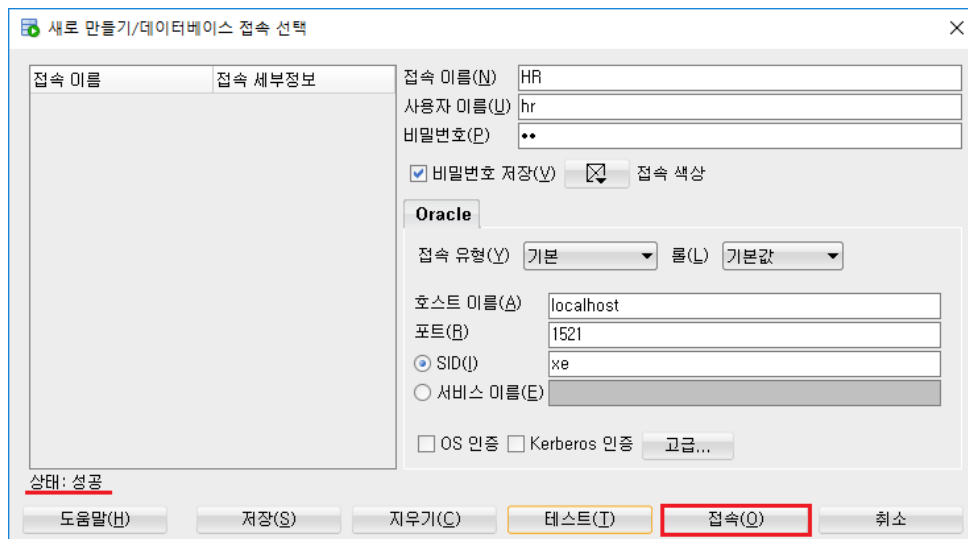 새로 만들기/데이터베이스 접속 선택
접속 이름 접속 세부정보
접속 이름(N) HR
사용자 이름(U) hr
비밀번호(P) ••
비밀번호 저장(V) 접속 색상
Oracle
접속 유형(Y) 기본 롤(L) 기본값
호스트 이름(A) localhost
포트(R) 1521
SID(I) xe
서비스 이름(E)
OS 인증 Kerberos 인증 고급...
상태: 성공
도움말(H) 저장(S) 지우기(C) 테스트(T) 접속(O) 취소